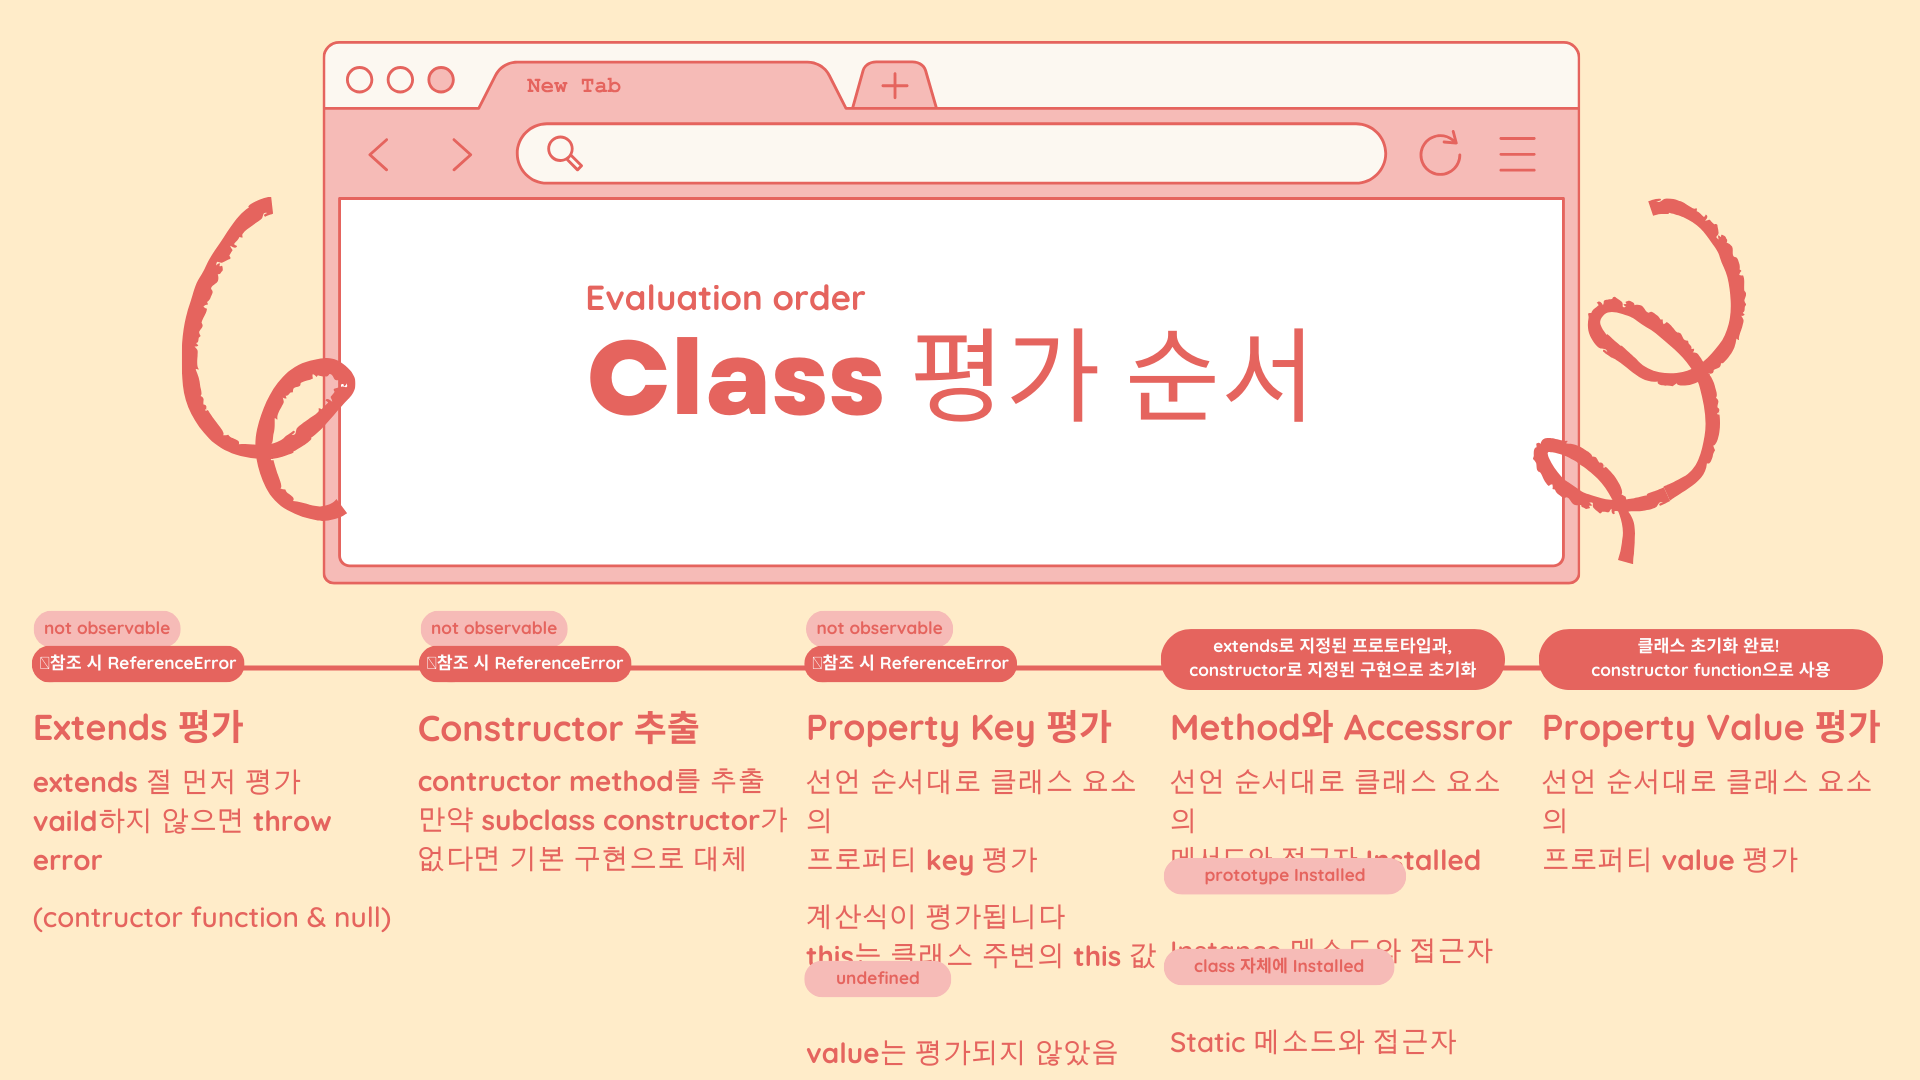 New Tab
Evaluation order
Class 평가 순서
not observable
참조 시 ReferenceError
Extends 평가
extends 절 먼저 평가
vaild하지 않으면 throw
error
(contructor function & null)
not observable
참조 시 ReferenceError
Constructor 추출
contructor method를 추출
만약 subclass constructor가
없다면 기본 구현으로 대체
not observable
참조 시 ReferenceError
Property Key 평가
선언 순서대로 클래스 요소
의
프로퍼티 key 평가
계산식이 평가됩니다
this는 클래스 주변의 this 값
undefined
value는 평가되지 않았음
extends로 지정된 프로토타입과,
constructor로 지정된 구현으로 초기화
Method와 Accessror
선언 순서대로 클래스 요소
의
메서드와 접근자 Installed
prototype Installed
Instance 메소드와 접근자
class 자체에 Installed
Static 메소드와 접근자
클래스 초기화 완료!
constructor function으로 사용
Property Value 평가
선언 순서대로 클래스 요소
의
프로퍼티 value 평가